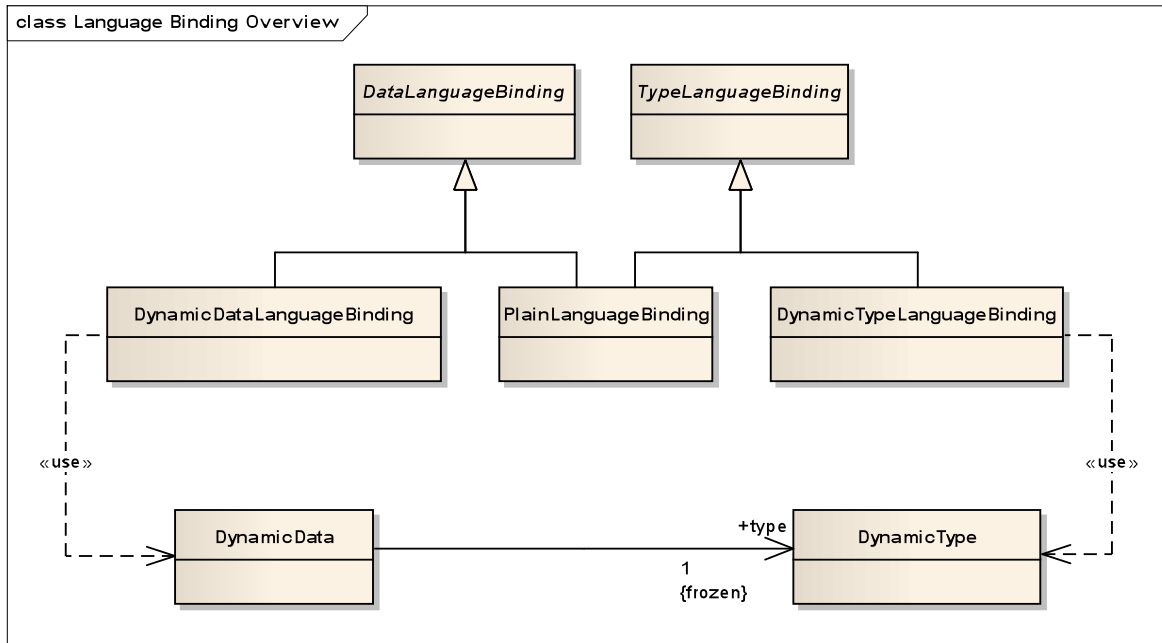 class Language Binding Overview
DataLanguageBinding
TypeLanguageBinding
DynamicDataLanguageBinding
PlainLanguageBinding
DynamicTypeLanguageBinding
«use»
«use»
DynamicData
+type
DynamicType
1
{frozen}